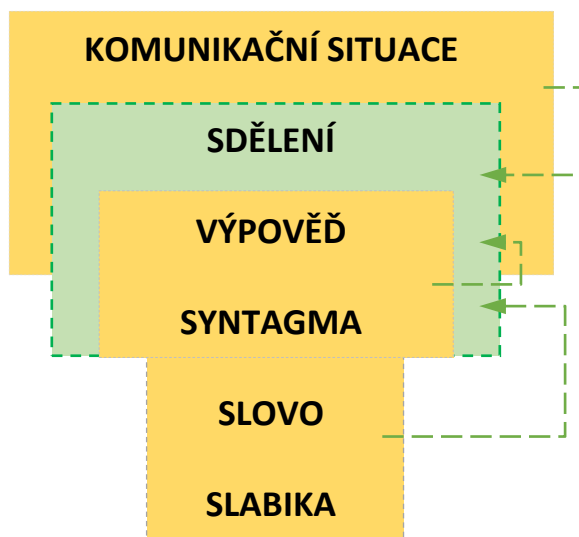 KOMUNIKAČNÍ SITUACE
SDĚLENÍ
VÝPOVĚĎ
SYNTAGMA
SLOVO
SLABIKA